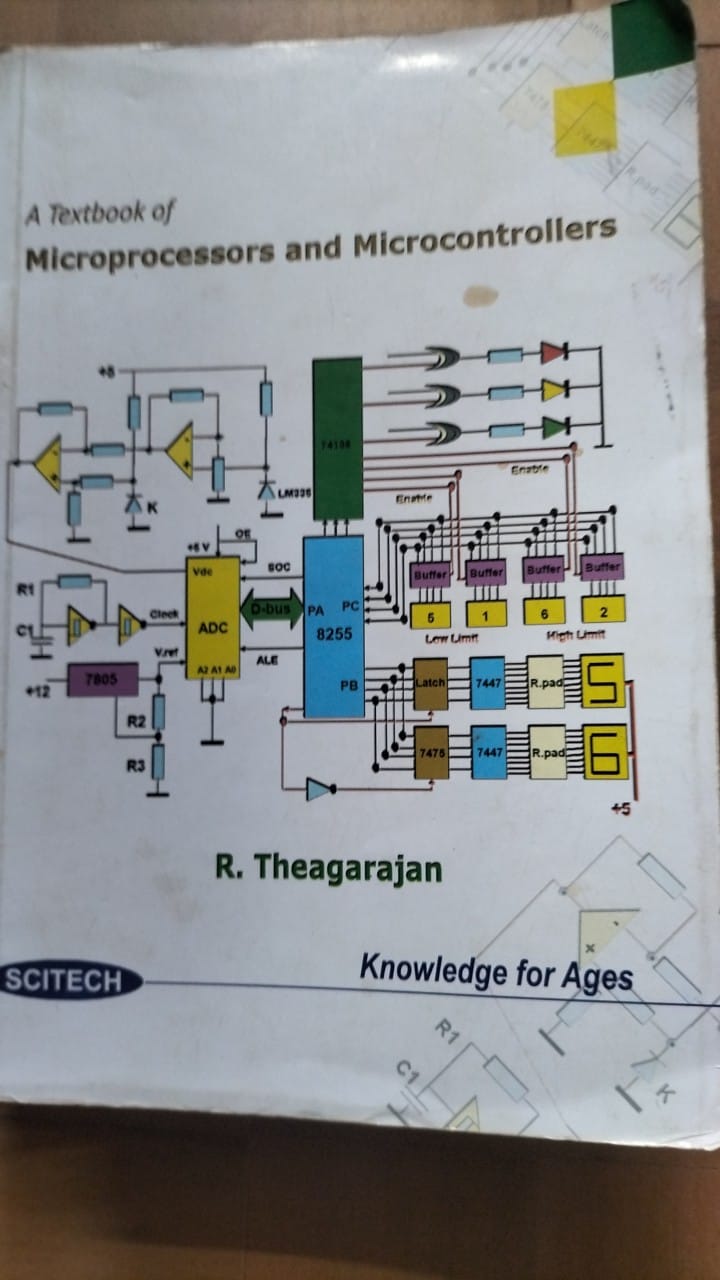 A Textbook of
Microprocessors and Microcontrollers
+5
Enable
Enable
LM335
K
+5 V
OE
Vdc
SOC
R1
C1
Clock
ADC
D-bus
PA
PC
8255
Buffer
Buffer
Buffer
Buffer
5
1
6
2
Low Limit
High Limit
V.ref
ALE
A2 A1 A0
PB
+12
7805
R2
R3
Latch
7447
R.pad
5
7475
7447
R.pad
6
+5
R. Theagarajan
SCITECH
Knowledge for Ages
R1
C1
K
R.pad